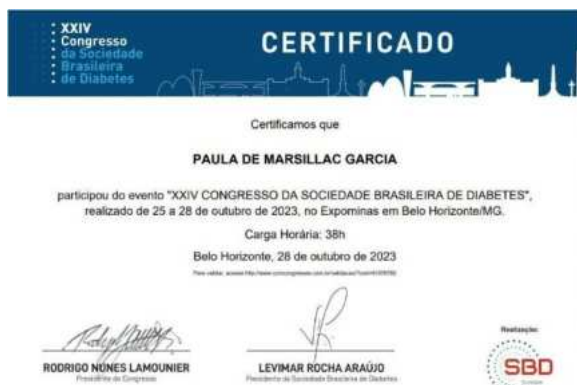 XXIV
Congresso
da Sociedade
Brasileira
de Diabetes
CERTIFICADO
Certificamos que
PAULA DE MARSILLAC GARCIA
participou do evento "XXIV CONGRESSO DA SOCIEDADE BRASILEIRA DE DIABETES",
realizado de 25 a 28 de outubro de 2023, no Expominas em Belo Horizonte/MG.
Carga Horária: 38h
Belo Horizonte, 28 de outubro de 2023
Para validar, acesse
RODRIGO NUNES LAMOUNIER
Presidente do Congresso
LEVIMAR ROCHA ARAÚJO
Presidente da Sociedade Brasileira de Diabetes
Realização:
SBD